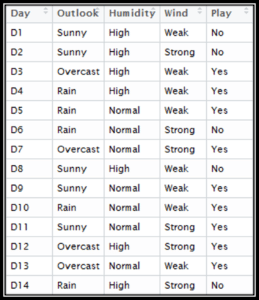 Day Outlook Humidity Wind Play
D1 Sunny High Weak No
D2 Sunny High Strong No
D3 Overcast High Weak Yes
D4 Rain High Weak Yes
D5 Rain Normal Weak Yes
D6 Rain Normal Strong No
D7 Overcast Normal Strong Yes
D8 Sunny High Weak No
D9 Sunny Normal Weak Yes
D10 Rain Normal Weak Yes
D11 Sunny Normal Strong Yes
D12 Overcast High Strong Yes
D13 Overcast Normal Weak Yes
D14 Rain High Strong No